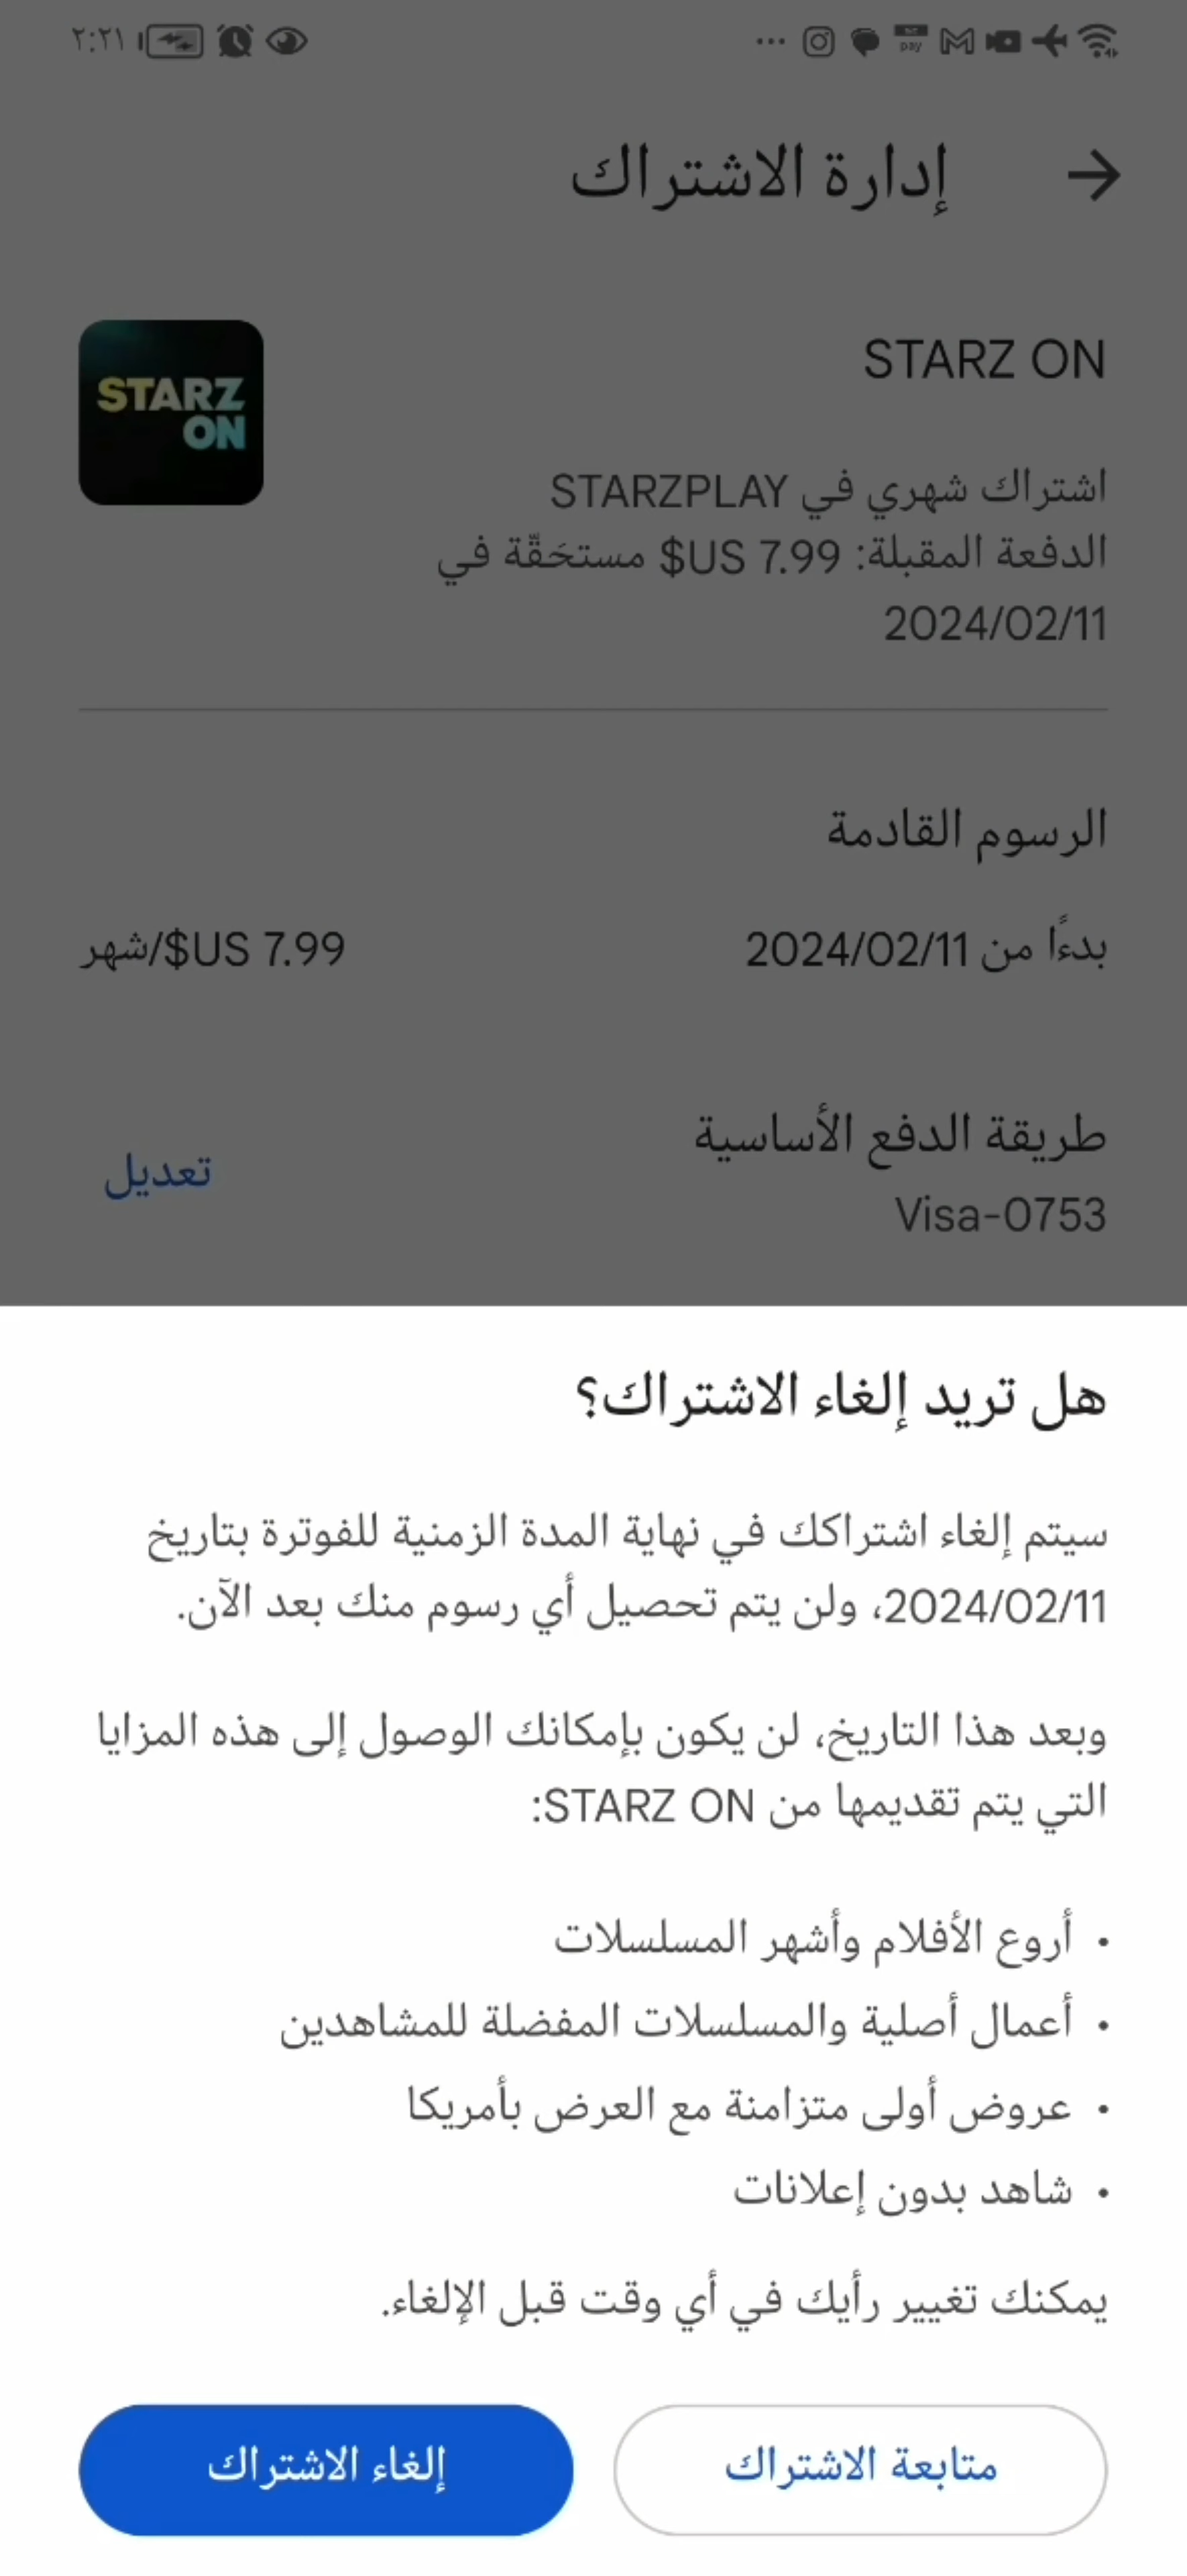 ٢:٢١
pay
إدارة الاشتراك
STARZ ON
STARZ
ON
اشتراك شهري في STARZPLAY
الدفعة المقبلة: US 7.99$ مستحَقّة في
2024/02/11
الرسوم القادمة
بدءًا من 2024/02/11
US 7.99$/شهر
طريقة الدفع الأساسية
تعديل
Visa-0753
هل تريد إلغاء الاشتراك؟
سيتم إلغاء اشتراكك في نهاية المدة الزمنية للفوترة بتاريخ
2024/02/11، ولن يتم تحصيل أي رسوم منك بعد الآن.
وبعد هذا التاريخ، لن يكون بإمكانك الوصول إلى هذه المزايا
التي يتم تقديمها من STARZ ON:
• أروع الأفلام وأشهر المسلسلات
• أعمال أصلية والمسلسلات المفضلة للمشاهدين
• عروض أولى متزامنة مع العرض بأمريكا
• شاهد بدون إعلانات
يمكنك تغيير رأيك في أي وقت قبل الإلغاء.
متابعة الاشتراك
إلغاء الاشتراك